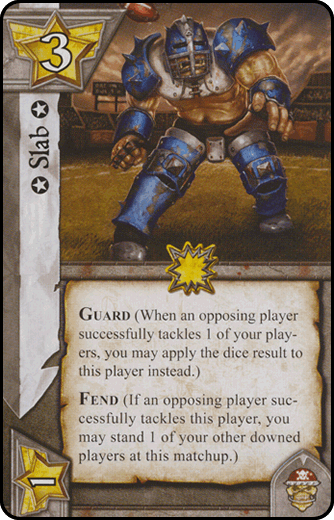 3
✪ Slab ✪
GUARD (When an opposing player
successfully tackles 1 of your play-
ers, you may apply the dice result to
this player instead.)
FEND (If an opposing player suc-
cessfully tackles this player, you
may stand 1 of your other downed
players at this matchup.)
1